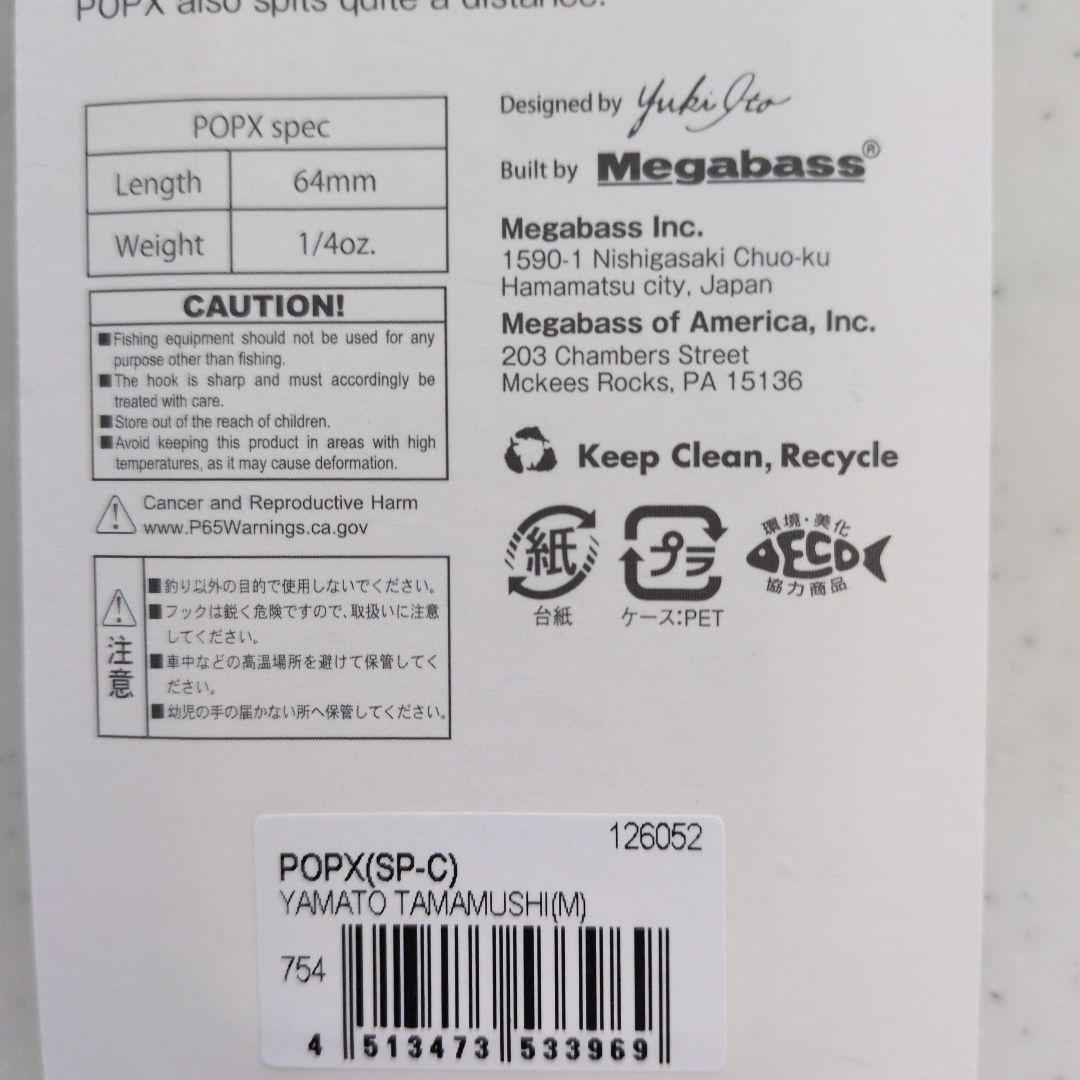 POPX also spits quite a distance.
POPX spec
Length 64mm
Weight 1/4oz.
CAUTION!
■Fishing equipment should not be used for any
purpose other than fishing.
■The hook is sharp and must accordingly be
treated with care.
■Store out of the reach of children.
■Avoid keeping this product in areas with high
temperatures, as it may cause deformation.
Cancer and Reproductive Harm
www.P65Warnings.ca.gov
注意
■釣り以外の目的で使用しないでください。
■フックは鋭く危険ですので、取扱いに注意
してください。
■車中などの高温場所を避けて保管してく
ださい。
■幼児の手の届かない所へ保管してください。
Designed by Yuki Ito
Built by Megabass®
Megabass Inc.
1590-1 Nishigasaki Chuo-ku
Hamamatsu city, Japan
Megabass of America, Inc.
203 Chambers Street
Mckees Rocks, PA 15136
Keep Clean, Recycle
紙
台紙
プラ
ケース:PET
環境・美化
ECO
協力商品
126052
POPX(SP-C)
YAMATO TAMAMUSHI(M)
754
4 513473 533969